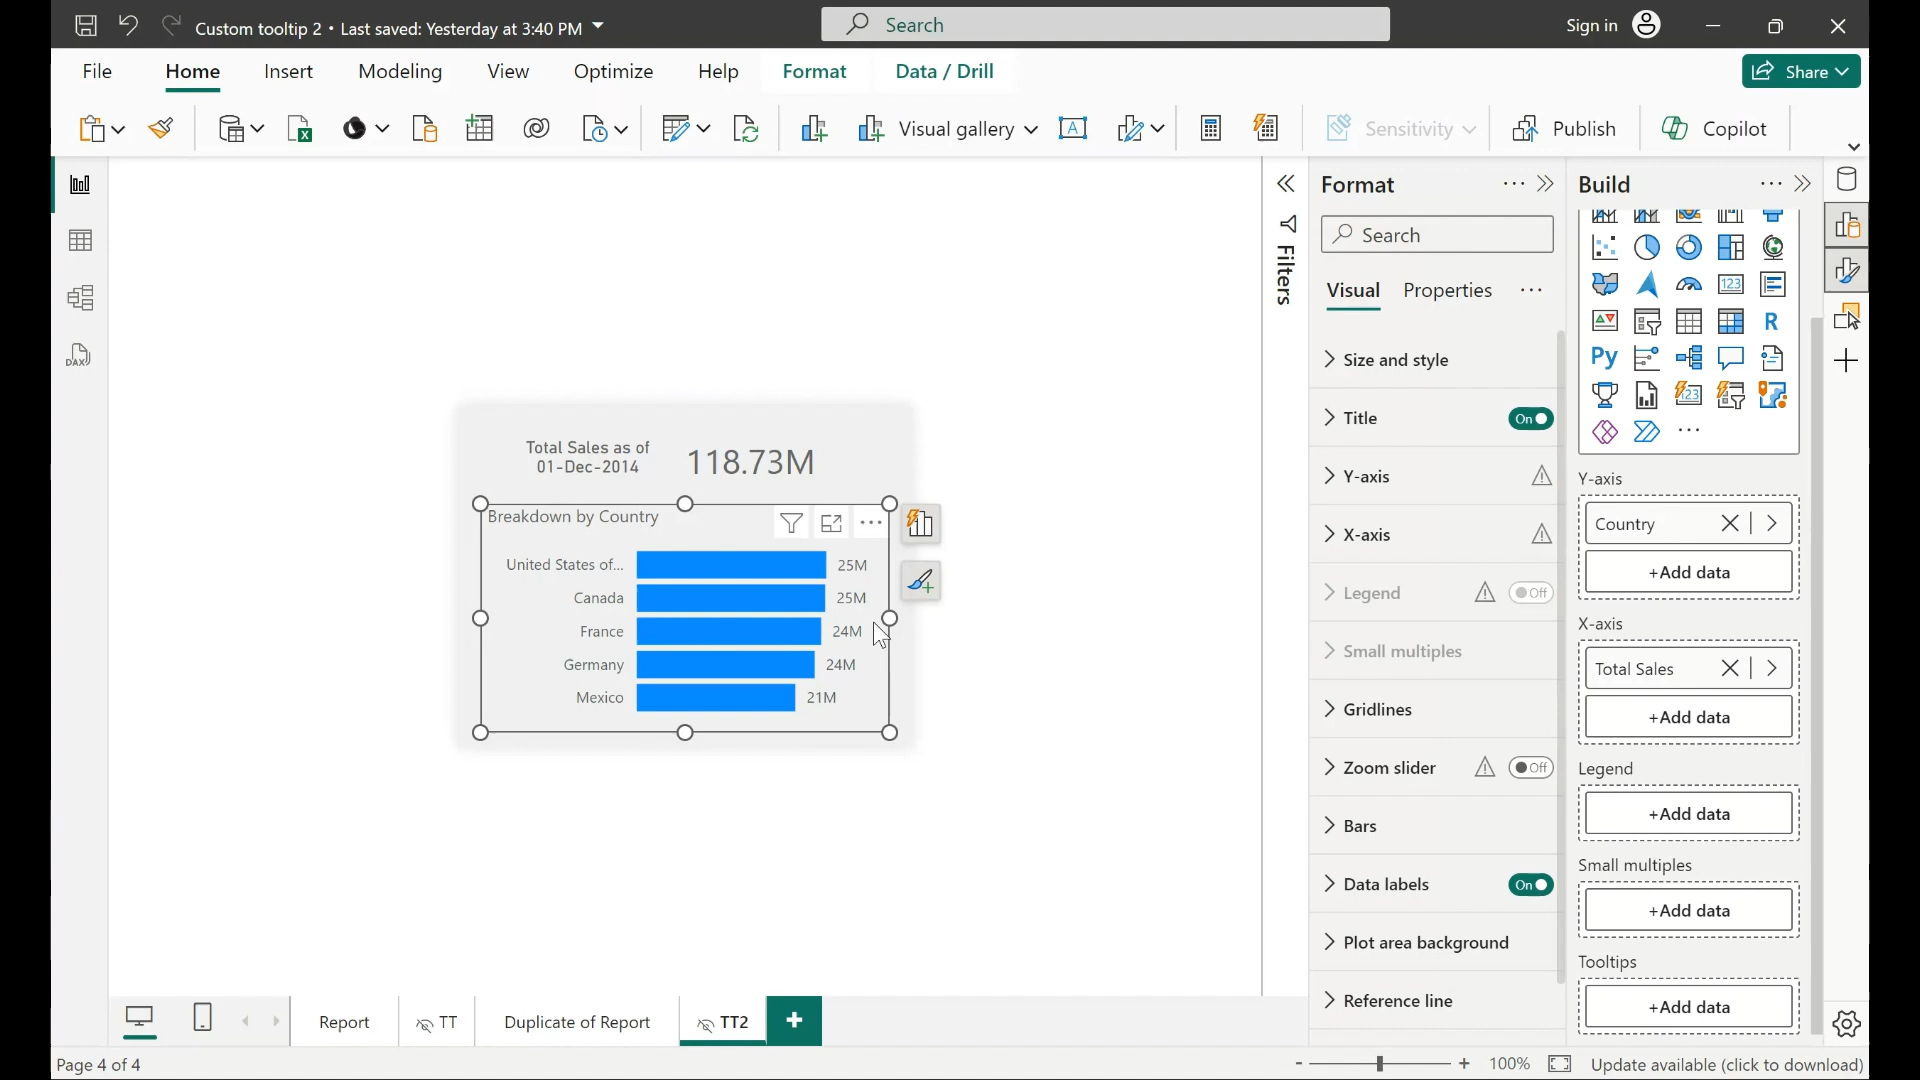 Custom tooltip 2 • Last saved: Yesterday at 3:40 PM
Search
Sign in
File
Home
Insert
Modeling
View
Optimize
Help
Format
Data / Drill
Share
Visual gallery
Sensitivity
Publish
Copilot
DAX
Total Sales as of
01-Dec-2014
118.73M
Breakdown by Country
United States of... 25M
Canada 25M
France 24M
Germany 24M
Mexico 21M
Filters
Format
Search
Visual
Properties
Size and style
Title On
Y-axis
X-axis
Legend Off
Small multiples
Gridlines
Zoom slider Off
Bars
Data labels On
Plot area background
Reference line
Build
123
R
Py
123
Y-axis
Country
+Add data
X-axis
Total Sales
+Add data
Legend
+Add data
Small multiples
+Add data
Tooltips
+Add data
Report
TT
Duplicate of Report
TT2
Page 4 of 4
- + 100%
Update available (click to download)